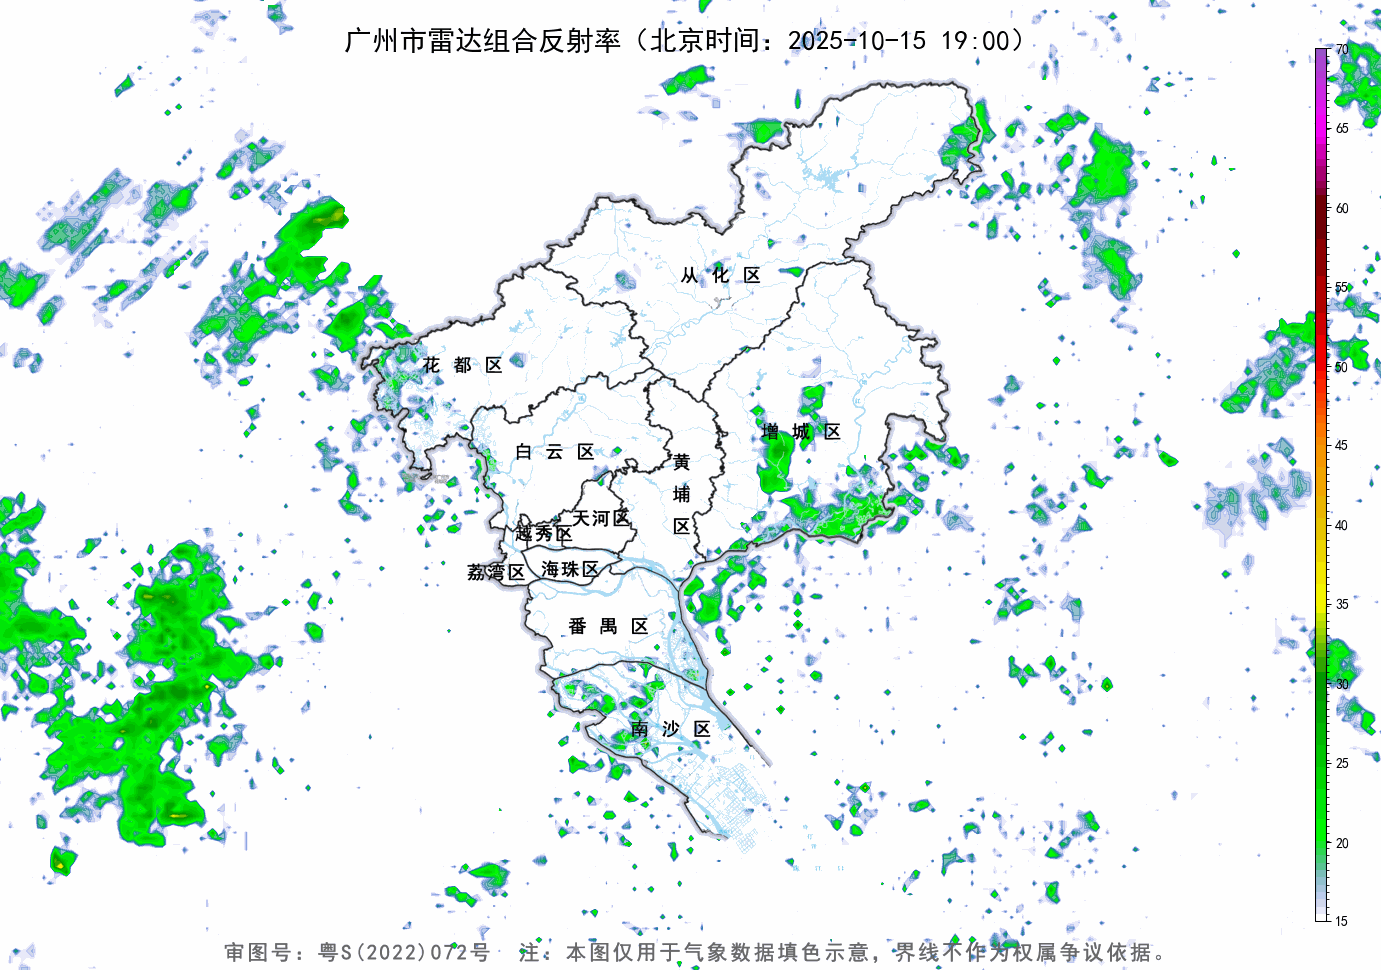 广州市雷达组合反射率（北京时间：2025-10-15 19:00）
70
65
60
55
50
45
40
35
30
25
20
15
从化区
花都区
增城区
白云区
黄埔区
天河区
越秀区
荔湾区
海珠区
番禺区
南沙区
审图号：粤S(2022)072号 注：本图仅用于气象数据填色示意，界线不作为权属争议依据。